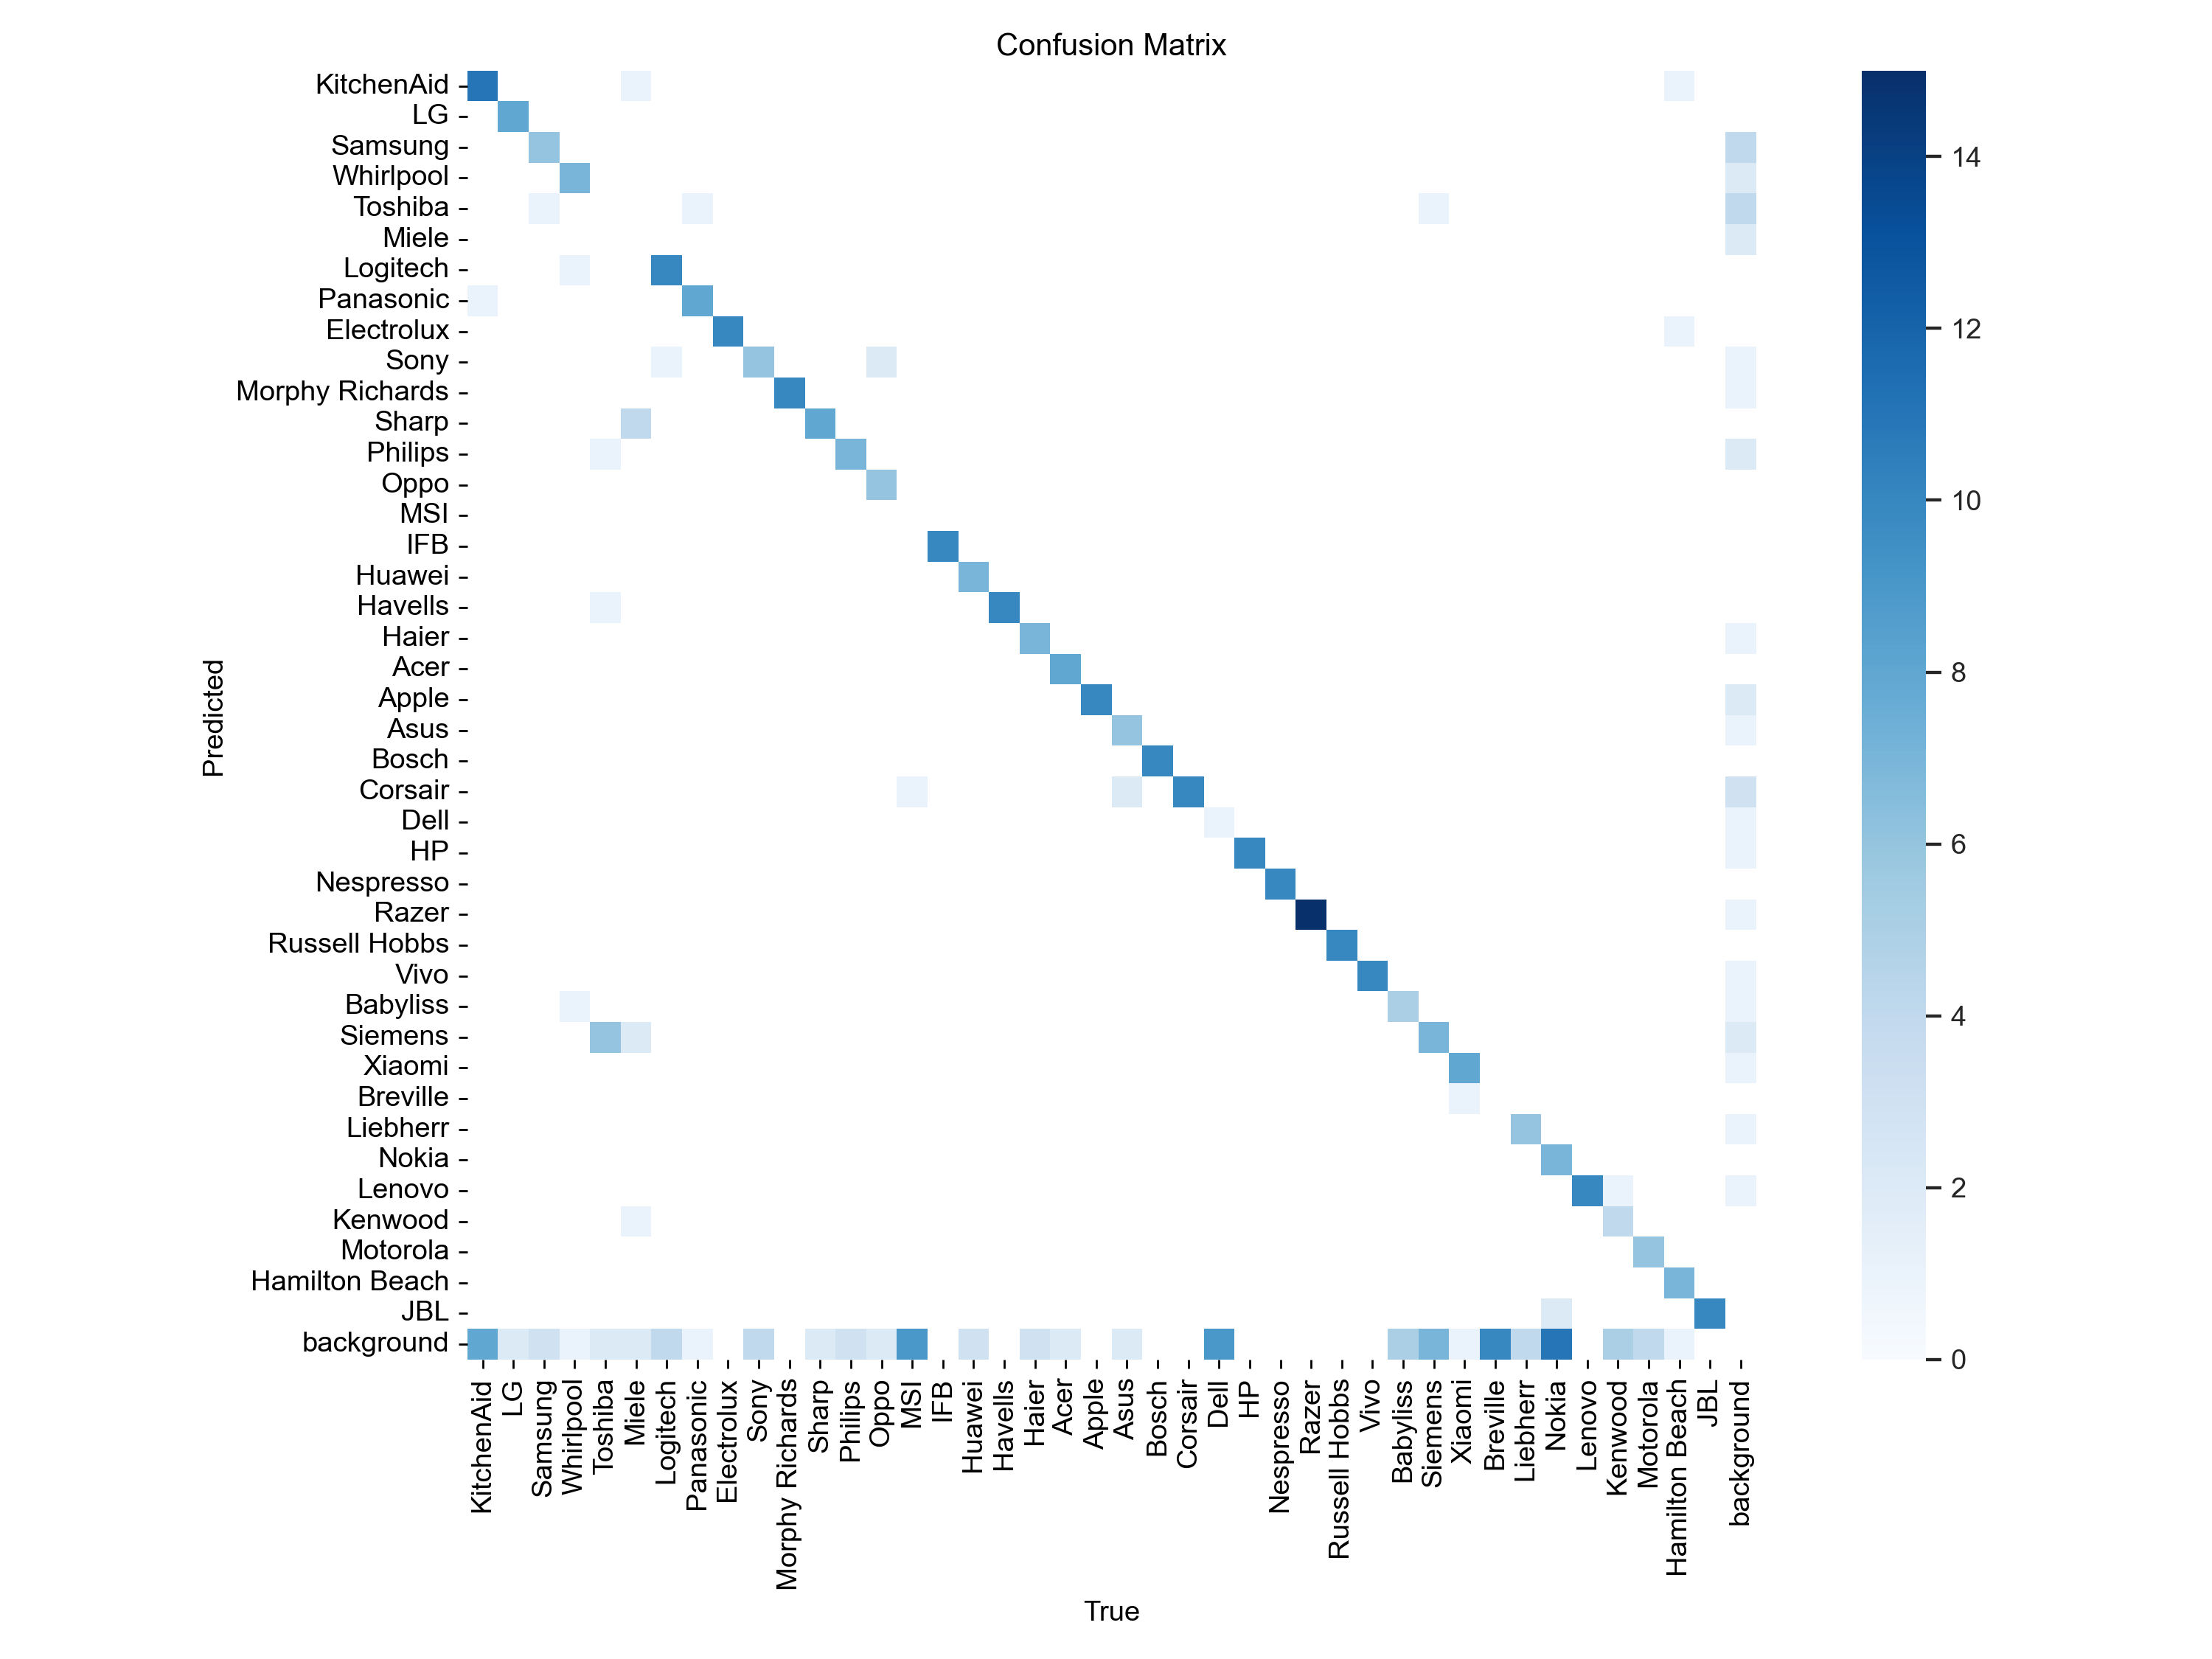 Confusion Matrix
KitchenAid
LG
Samsung
Whirlpool
Toshiba
Miele
Logitech
Panasonic
Electrolux
Sony
Morphy Richards
Sharp
Philips
Oppo
MSI
IFB
Huawei
Havells
Haier
Acer
Apple
Asus
Bosch
Corsair
Dell
HP
Nespresso
Razer
Russell Hobbs
Vivo
Babyliss
Siemens
Xiaomi
Breville
Liebherr
Nokia
Lenovo
Kenwood
Motorola
Hamilton Beach
JBL
background
Predicted
KitchenAid
LG
Samsung
Whirlpool
Toshiba
Miele
Logitech
Panasonic
Electrolux
Sony
Morphy Richards
Sharp
Philips
Oppo
MSI
IFB
Huawei
Havells
Haier
Acer
Apple
Asus
Bosch
Corsair
Dell
HP
Nespresso
Razer
Russell Hobbs
Vivo
Babyliss
Siemens
Xiaomi
Breville
Liebherr
Nokia
Lenovo
Kenwood
Motorola
Hamilton Beach
JBL
background
True
14
12
10
8
6
4
2
0